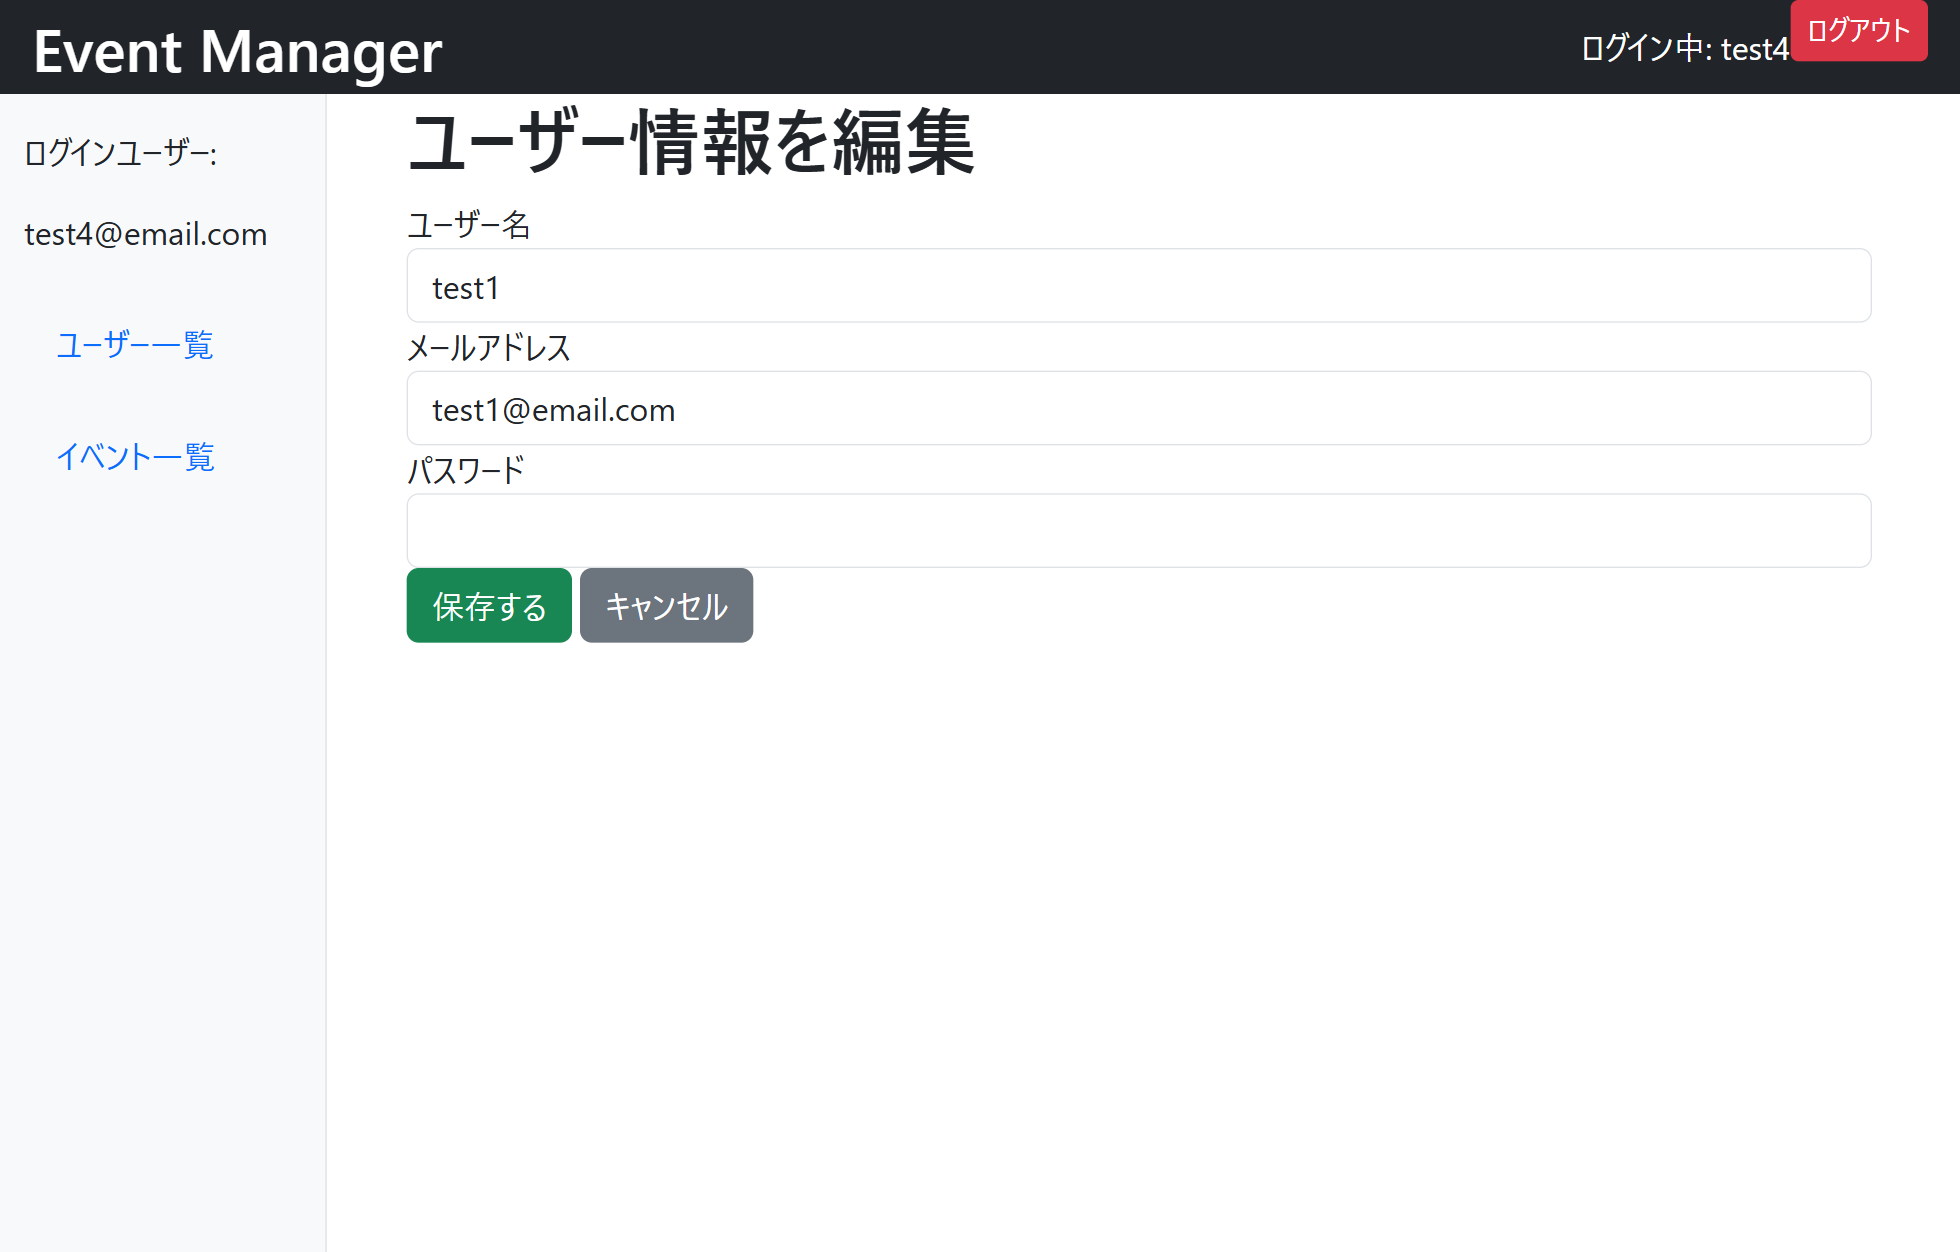 Event Manager
ログイン中: test4
ログアウト
ログインユーザー:
test4@email.com
ユーザー一覧
イベント一覧
ユーザー情報を編集
ユーザー名
test1
メールアドレス
test1@email.com
パスワード
保存する
キャンセル